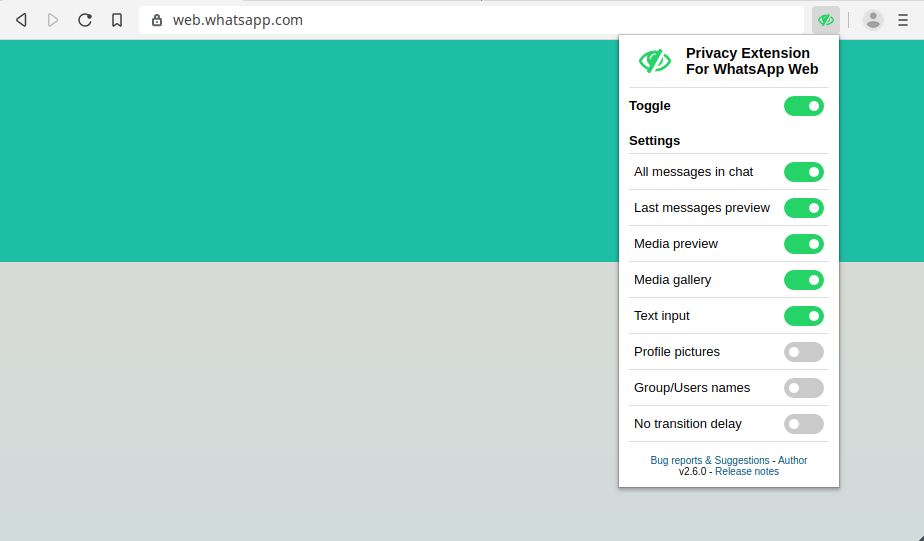 web.whatsapp.com
Privacy Extension
For WhatsApp Web
Toggle
Settings
All messages in chat
Last messages preview
Media preview
Media gallery
Text input
Profile pictures
Group/Users names
No transition delay
Bug reports & Suggestions - Author
v2.6.0 - Release notes